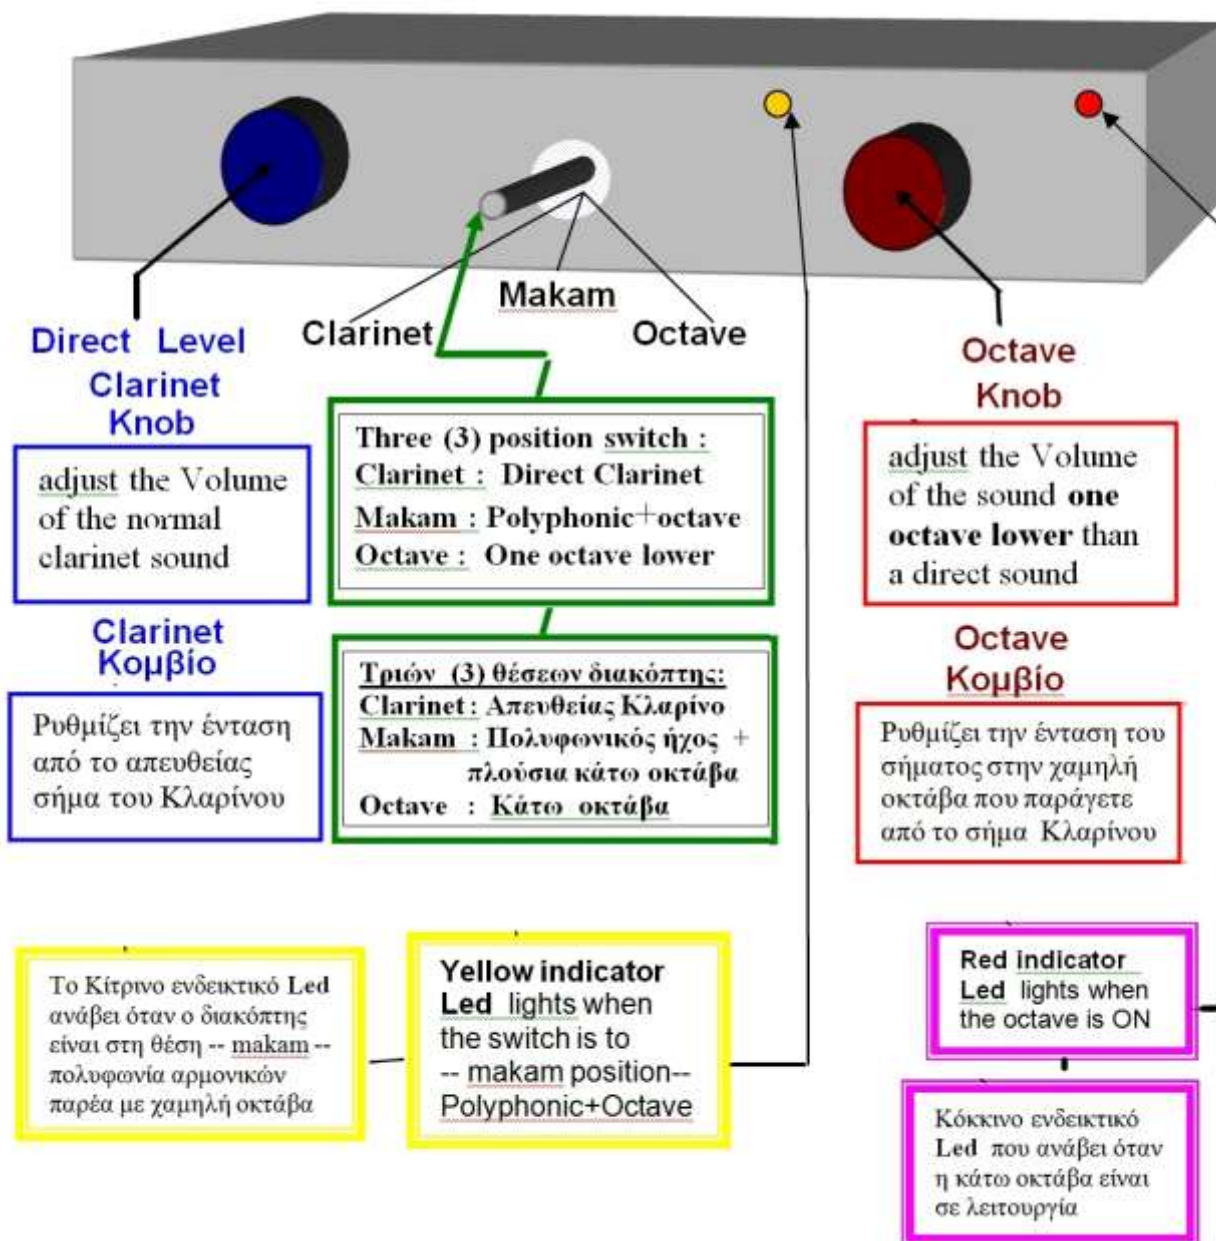 Makam
Clarinet
Octave
Direct Level
Clarinet
Knob
adjust the Volume
of the normal
clarinet sound
Clarinet
Κομβίο
Ρυθμίζει την ένταση
από το απευθείας
σήμα του Κλαρίνου
Three (3) position switch :
Clarinet : Direct Clarinet
Makam : Polyphonic+octave
Octave : One octave lower
Τριών (3) θέσεων διακόπτης:
Clarinet : Απευθείας Κλαρίνο
Makam : Πολυφωνικός ήχος +
πλούσια κάτω οκτάβα
Octave : Κάτω οκτάβα
Octave
Knob
adjust the Volume
of the sound one
octave lower than
a direct sound
Octave
Κομβίο
Ρυθμίζει την ένταση του
σήματος στην χαμηλή
οκτάβα που παράγετε
από το σήμα Κλαρίνου
Το Κίτρινο ενδεικτικό Led
ανάβει όταν ο διακόπτης
είναι στη θέση -- makam --
πολυφωνία αρμονικών
παρέα με χαμηλή οκτάβα
Yellow indicator
Led lights when
the switch is to
-- makam position--
Polyphonic+Octave
Red indicator
Led lights when
the octave is ON
Κόκκινο ενδεικτικό
Led που ανάβει όταν
η κάτω οκτάβα είναι
σε λειτουργία